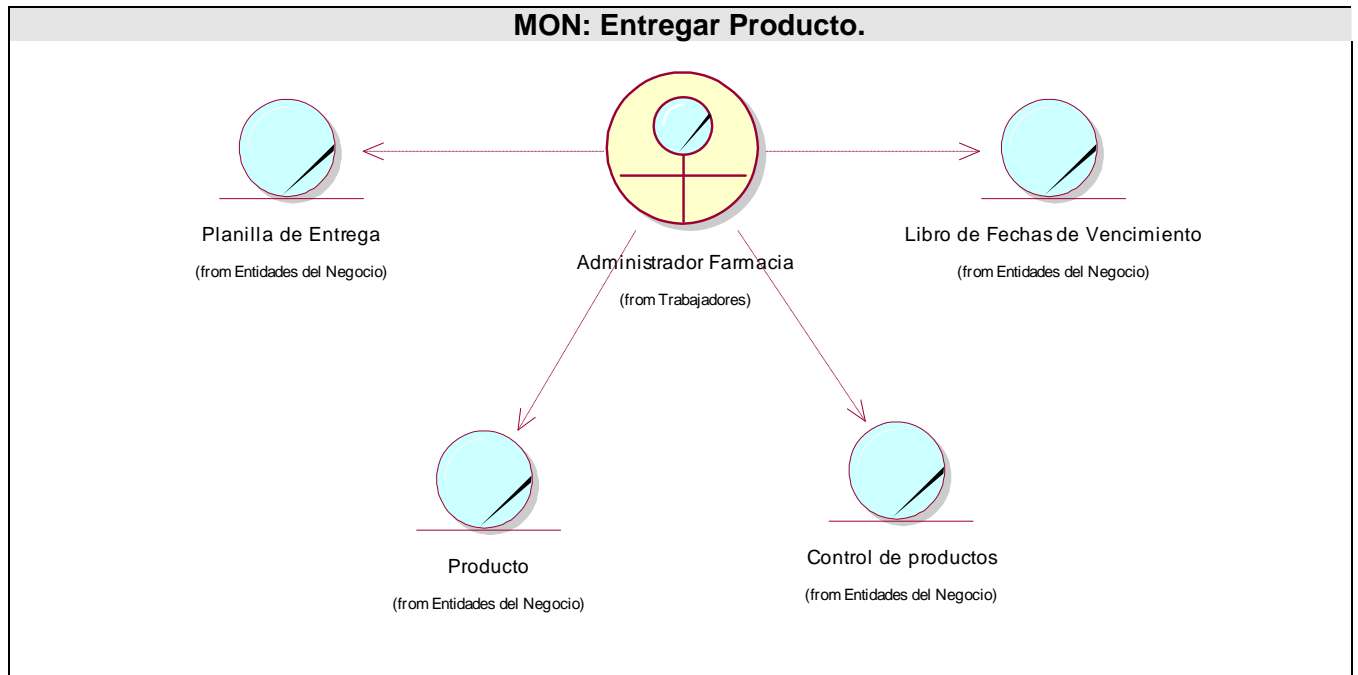 MON: Entregar Producto.
Planilla de Entrega
(from Entidades del Negocio)
Administrador Farmacia
(from Trabajadores)
Libro de Fechas de Vencimiento
(from Entidades del Negocio)
Producto
(from Entidades del Negocio)
Control de productos
(from Entidades del Negocio)